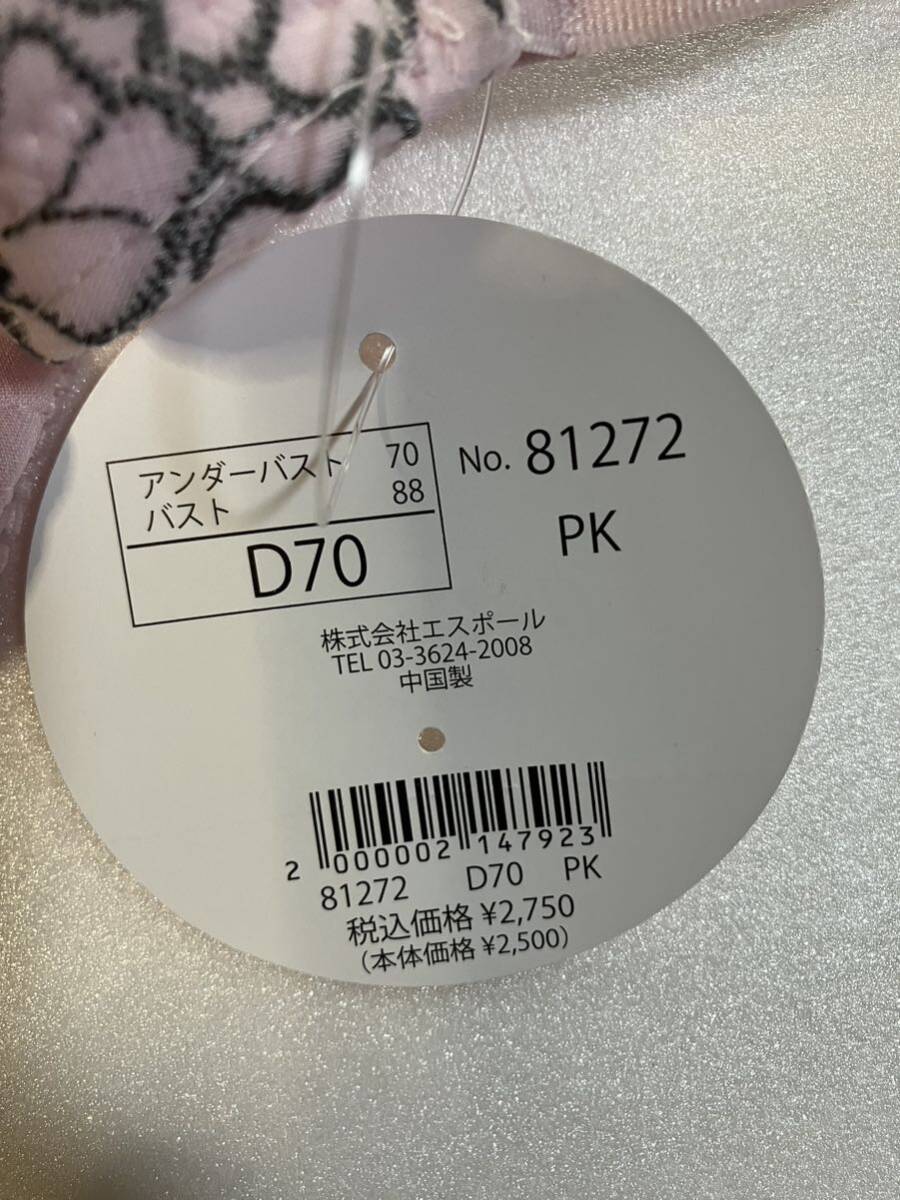 アンダーバスト 70
バスト 88
D70
No. 81272
PK
株式会社エスポール
TEL 03-3624-2008
中国製
2 000002 147923
81272 D70 PK
税込価格 ¥2,750
(本体価格 ¥2,500)